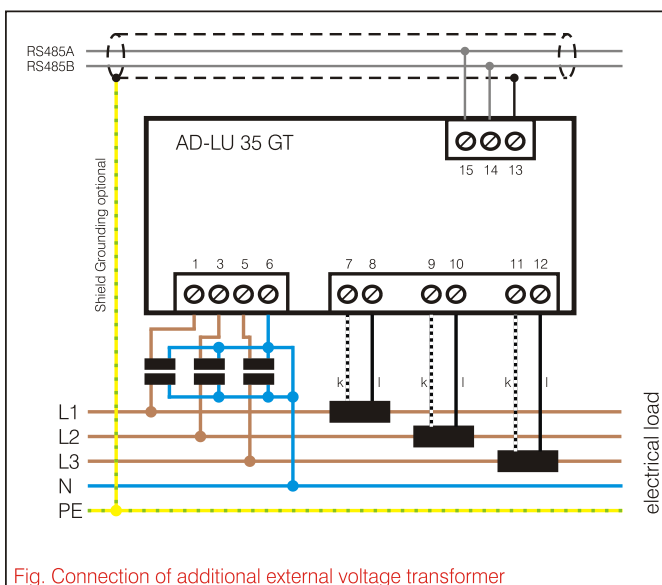 RS485A
RS485B
AD-LU 35 GT
15 14 13
Shield Grounding optional
1 3 5 6 7 8 9 10 11 12
k l k l k l
L1
L2
L3
N
PE
electrical load
Fig. Connection of additional external voltage transformer